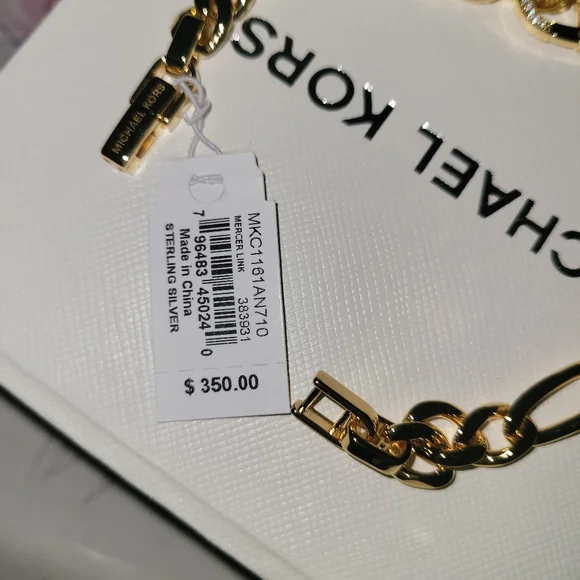 MICHAEL KORS
CHAEL KORS
MKC1161AN710
MERCER LINK 383931
7 96483 45024 0
Made in China
STERLING SILVER
$ 350.00